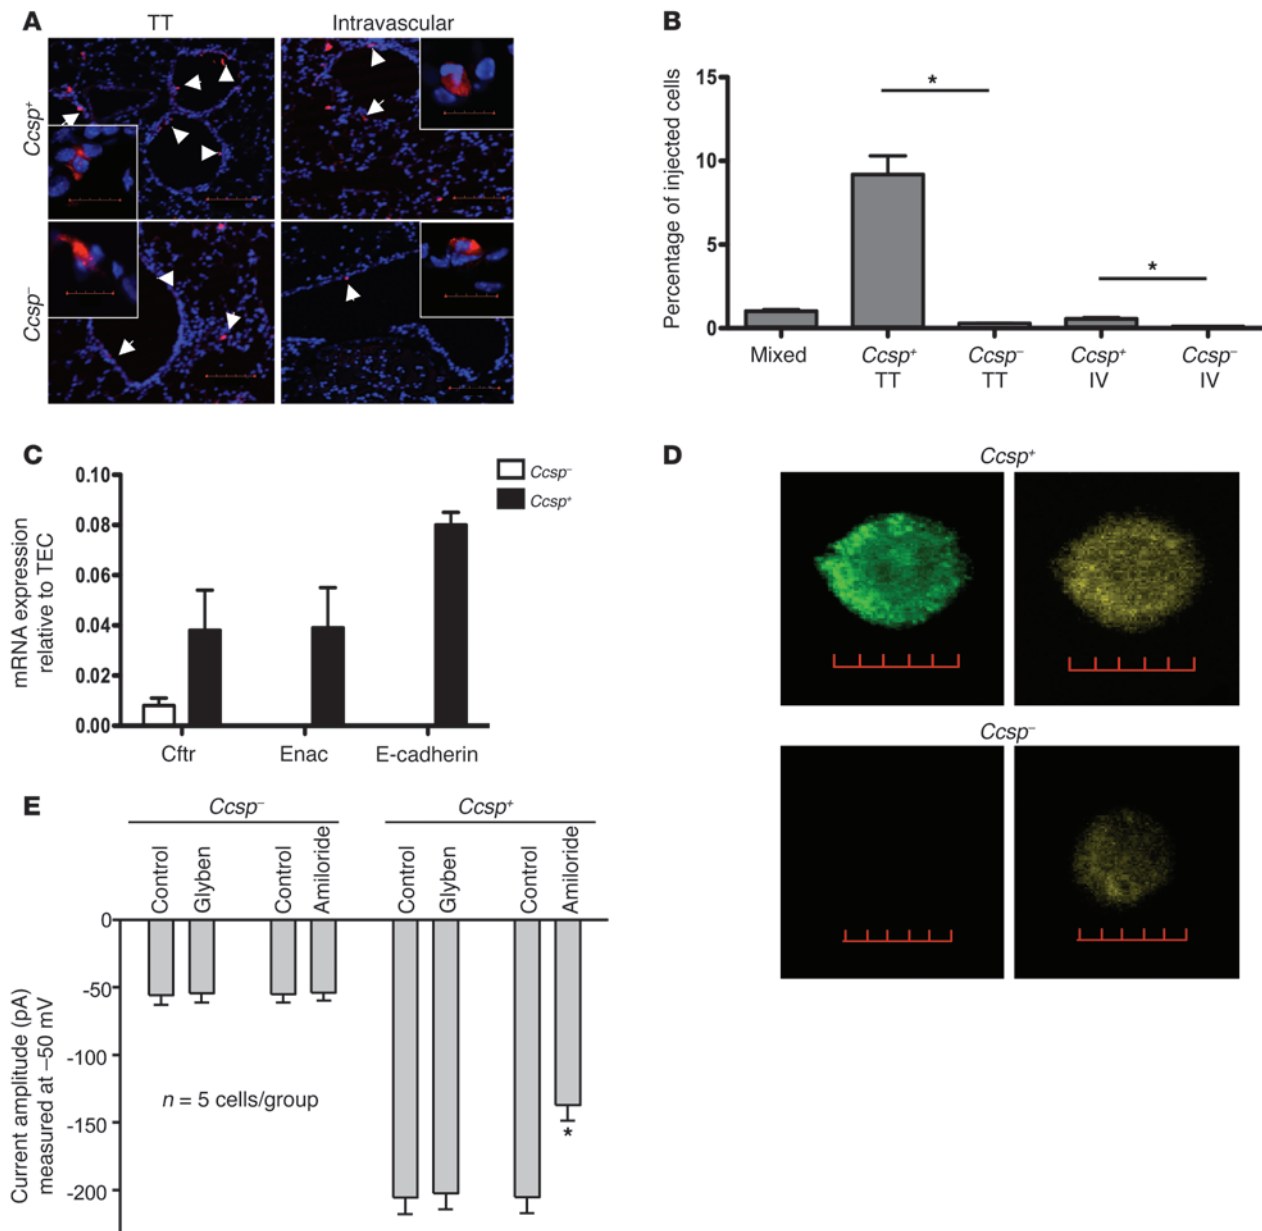 A
TT
Intravascular
Ccsp⁺
Ccsp⁻
B
Percentage of injected cells
15
10
5
0
*
*
Mixed
Ccsp⁺
TT
Ccsp⁻
TT
Ccsp⁺
IV
Ccsp⁻
IV
C
mRNA expression
relative to TEC
0.10
0.08
0.06
0.04
0.02
0.00
Cftr
Enac
E-cadherin
Ccsp⁻
Ccsp⁺
D
Ccsp⁺
Ccsp⁻
E
Ccsp⁻
Ccsp⁺
Control
Glyben
Control
Amiloride
Control
Glyben
Control
Amiloride
Current amplitude (pA)
measured at –50 mV
0
-50
-100
-150
-200
n = 5 cells/group
*